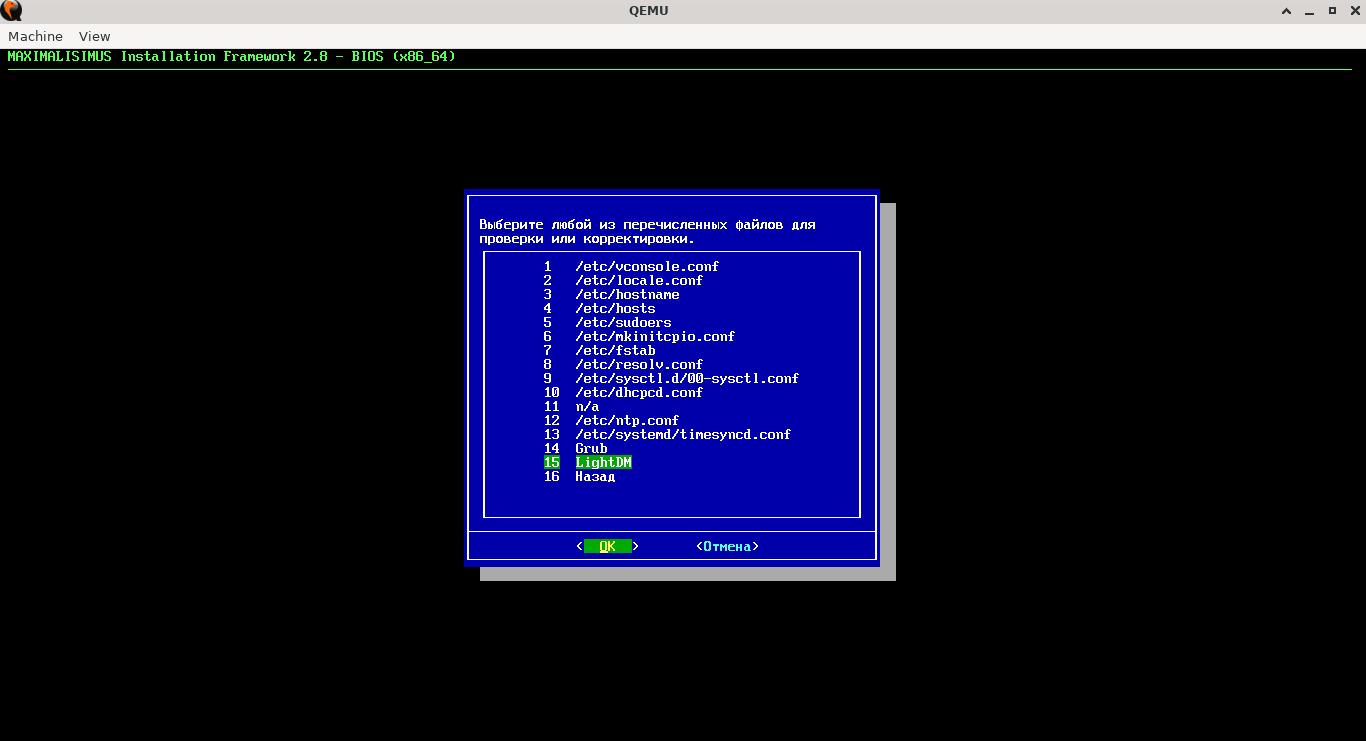 QEMU
Machine View
MAXIMALISIMUS Installation Framework 2.8 - BIOS (x86_64)
Выберите любой из перечисленных файлов для
проверки или корректировки.
1 /etc/vconsole.conf
2 /etc/locale.conf
3 /etc/hostname
4 /etc/hosts
5 /etc/sudoers
6 /etc/mkinitcpio.conf
7 /etc/fstab
8 /etc/resolv.conf
9 /etc/sysctl.d/00-sysctl.conf
10 /etc/dhcpcd.conf
11 n/a
12 /etc/ntp.conf
13 /etc/systemd/timesyncd.conf
14 Grub
15 LightDM
16 Назад
< OK > <Отмена>